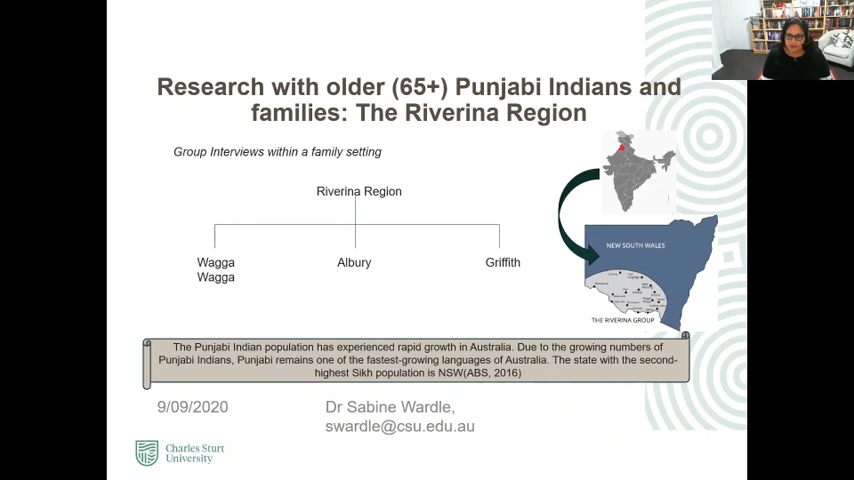 Research with older (65+) Punjabi Indians and
families: The Riverina Region
Group Interviews within a family setting
Riverina Region
Wagga
Wagga
Albury
Griffith
NEW SOUTH WALES
THE RIVERINA GROUP
The Punjabi Indian population has experienced rapid growth in Australia. Due to the growing numbers of
Punjabi Indians, Punjabi remains one of the fastest-growing languages of Australia. The state with the second-
highest Sikh population is NSW(ABS, 2016)
9/09/2020
Dr Sabine Wardle,
swardle@csu.edu.au
Charles Sturt
University